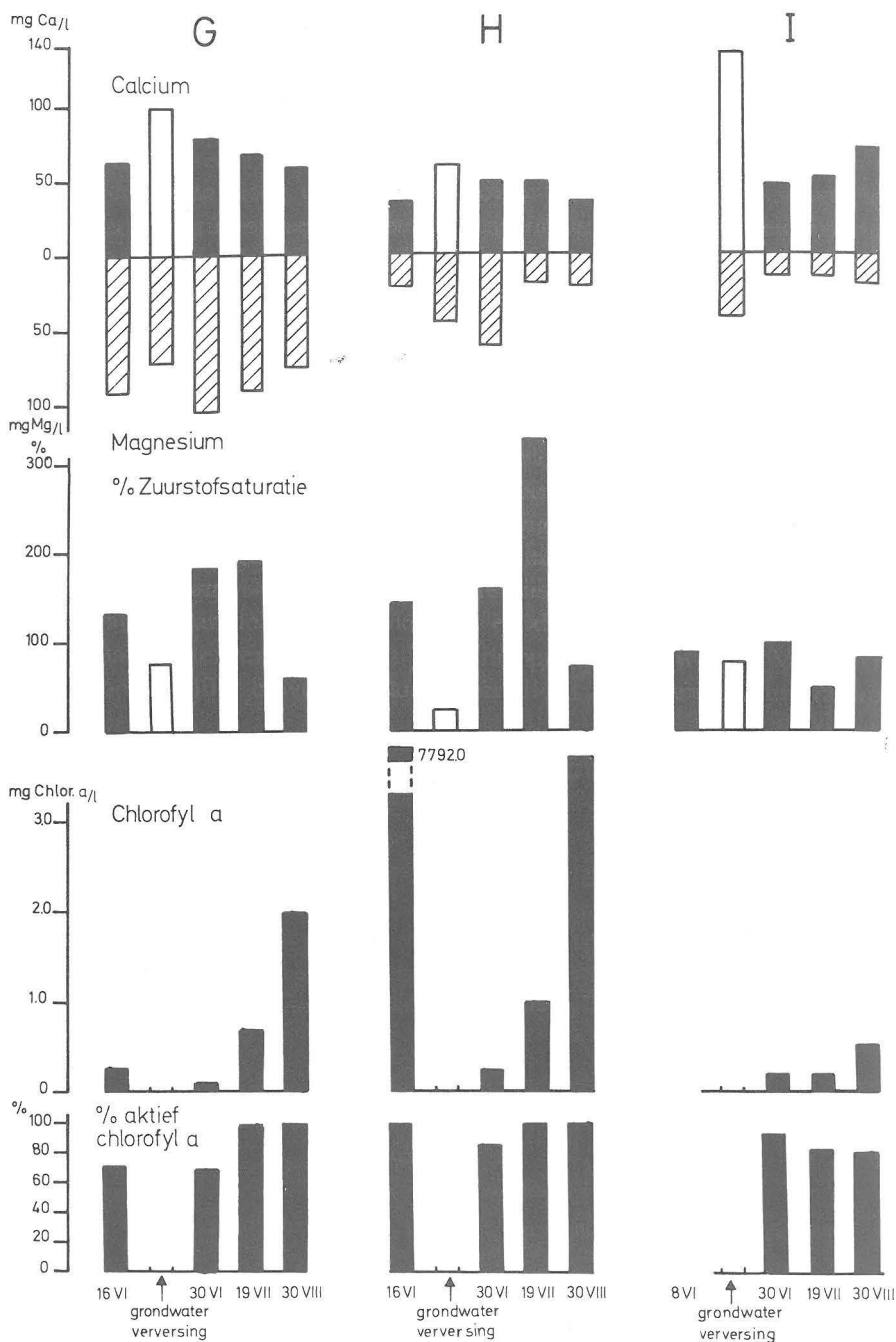 G H I
mg Ca/l
140
Calcium
100
50
0
50
100
mg Mg/l
Magnesium
%
% Zuurstofsaturatie
300
200
100
0
7792.0
mg Chlor. a/l
Chlorofyl a
3,0
2.0
1.0
0
%
% aktief
chlorofyl a
100
80
60
40
20
0
16 VI 30 VI 19 VII 30 VIII
grondwater
verversing
16 VI 30 VI 19 VII 30 VIII
grondwater
verversing
8 VI 30 VI 19 VII 30 VIII
grondwater
verversing